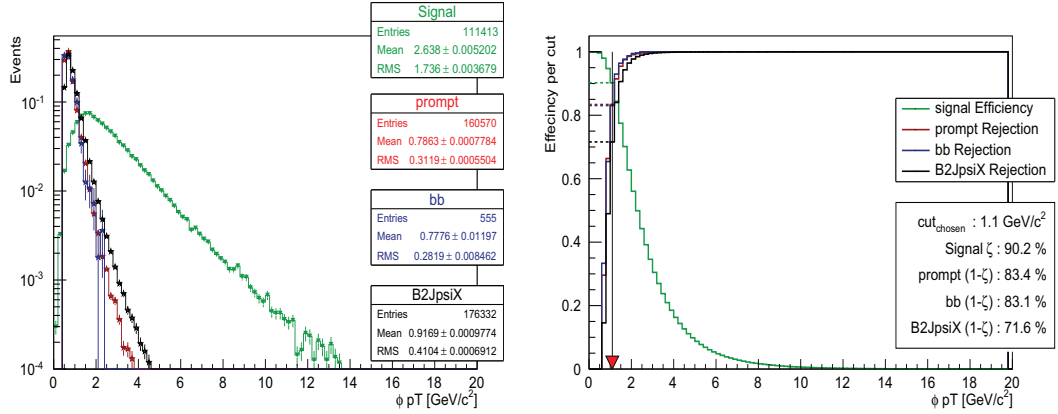 Signal
Entries 111413
Mean 2.638 ± 0.005202
RMS 1.736 ± 0.003679
prompt
Entries 160570
Mean 0.7863 ± 0.0007784
RMS 0.3119 ± 0.0005504
bb
Entries 555
Mean 0.7776 ± 0.01197
RMS 0.2819 ± 0.008462
B2JpsiX
Entries 176332
Mean 0.9169 ± 0.0009774
RMS 0.4104 ± 0.0006912
Events
10^-1
10^-2
10^-3
10^-4
0 2 4 6 8 10 12 14 16 18 20
ϕ pT [GeV/c²]
Effecincy per cut
1
0.8
0.6
0.4
0.2
0
0 2 4 6 8 10 12 14 16 18 20
ϕ pT [GeV/c²]
signal Efficiency
prompt Rejection
bb Rejection
B2JpsiX Rejection
cut_chosen : 1.1 GeV/c²
Signal ζ : 90.2 %
prompt (1-ζ) : 83.4 %
bb (1-ζ) : 83.1 %
B2JpsiX (1-ζ) : 71.6 %